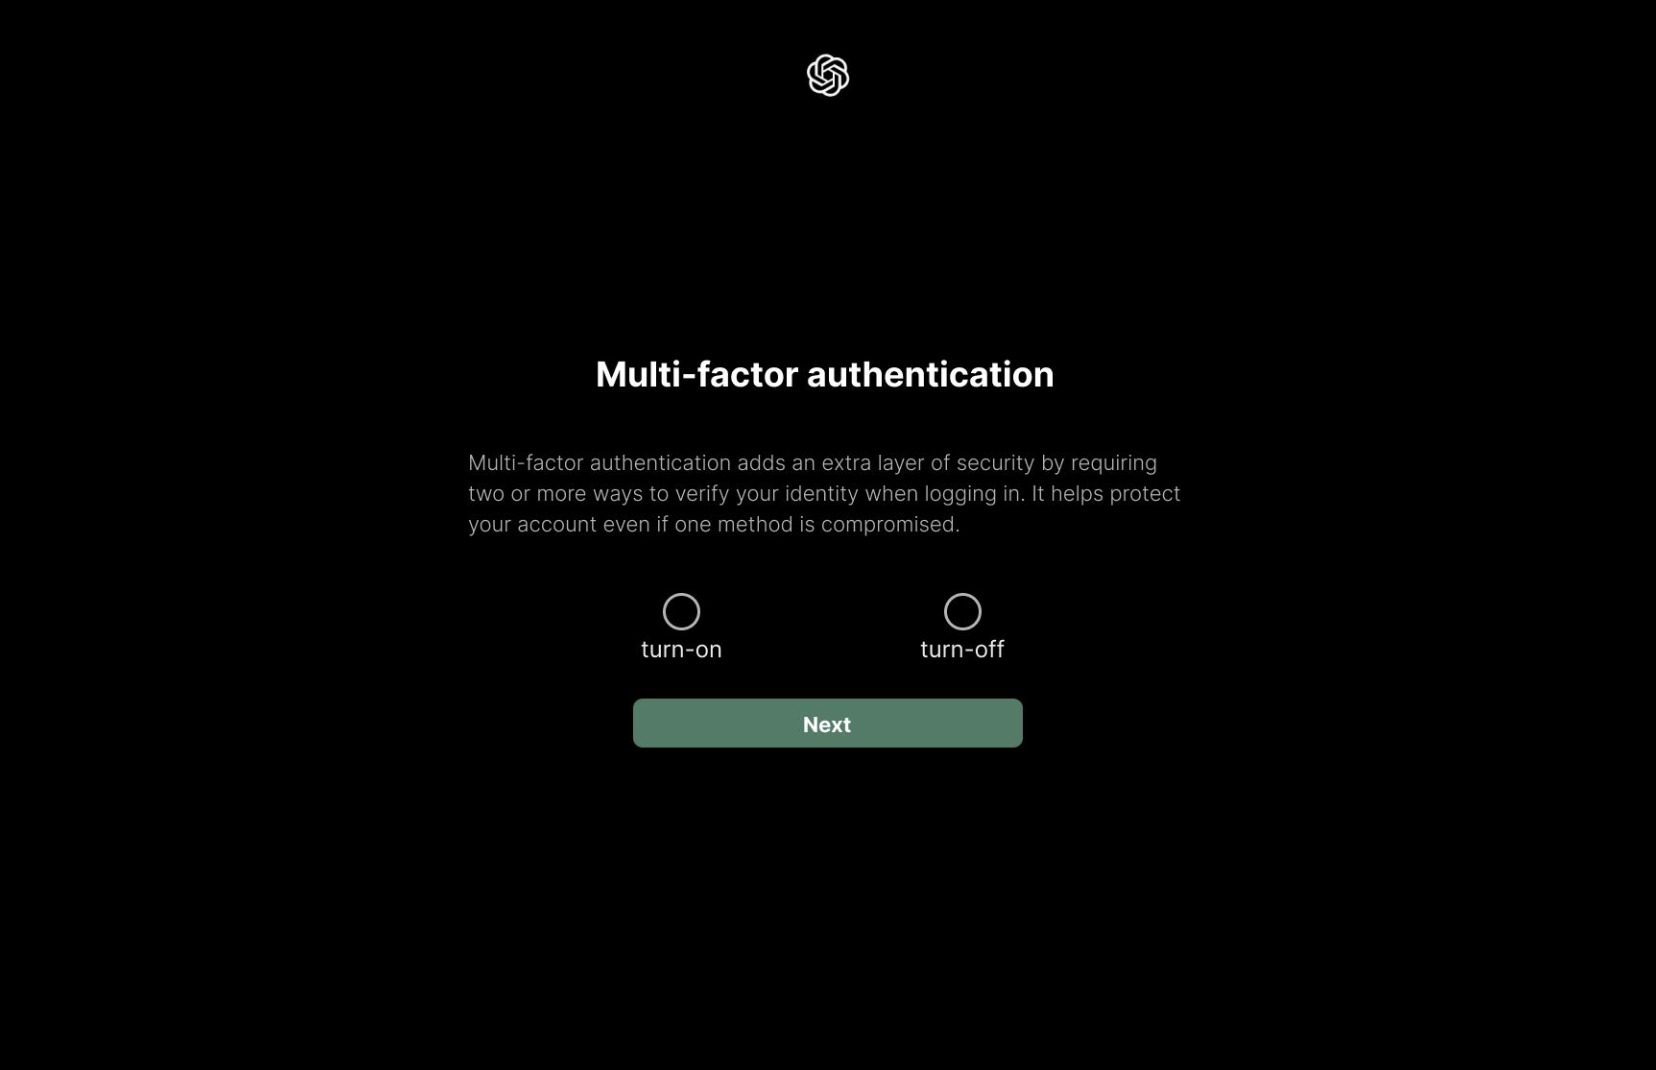 Multi-factor authentication
Multi-factor authentication adds an extra layer of security by requiring
two or more ways to verify your identity when logging in. It helps protect
your account even if one method is compromised.
turn-on
turn-off
Next